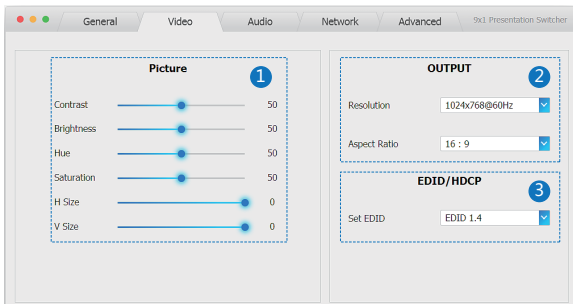 General Video Audio Network Advanced 9x1 Presentation Switcher
Picture
1
Contrast 50
Brightness 50
Hue 50
Saturation 50
H Size 0
V Size 0
OUTPUT
2
Resolution 1024x768@60Hz
Aspect Ratio 16 : 9
EDID/HDCP
3
Set EDID EDID 1.4